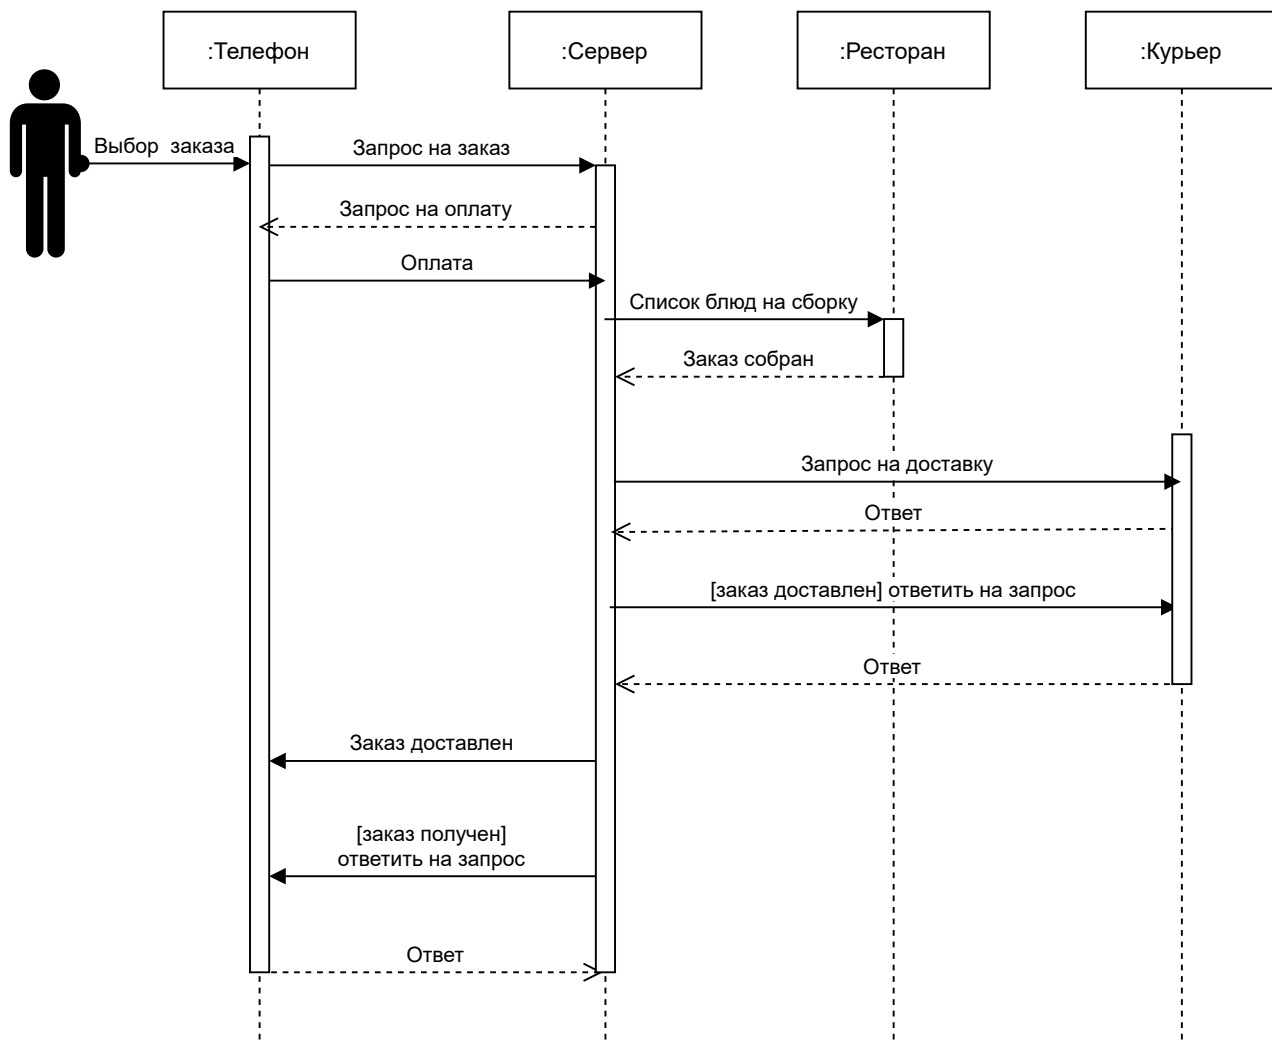 :Телефон
:Сервер
:Ресторан
:Курьер
Выбор заказа
Запрос на заказ
Запрос на оплату
Оплата
Список блюд на сборку
Заказ собран
Запрос на доставку
Ответ
[заказ доставлен] ответить на запрос
Ответ
Заказ доставлен
[заказ получен]
ответить на запрос
Ответ